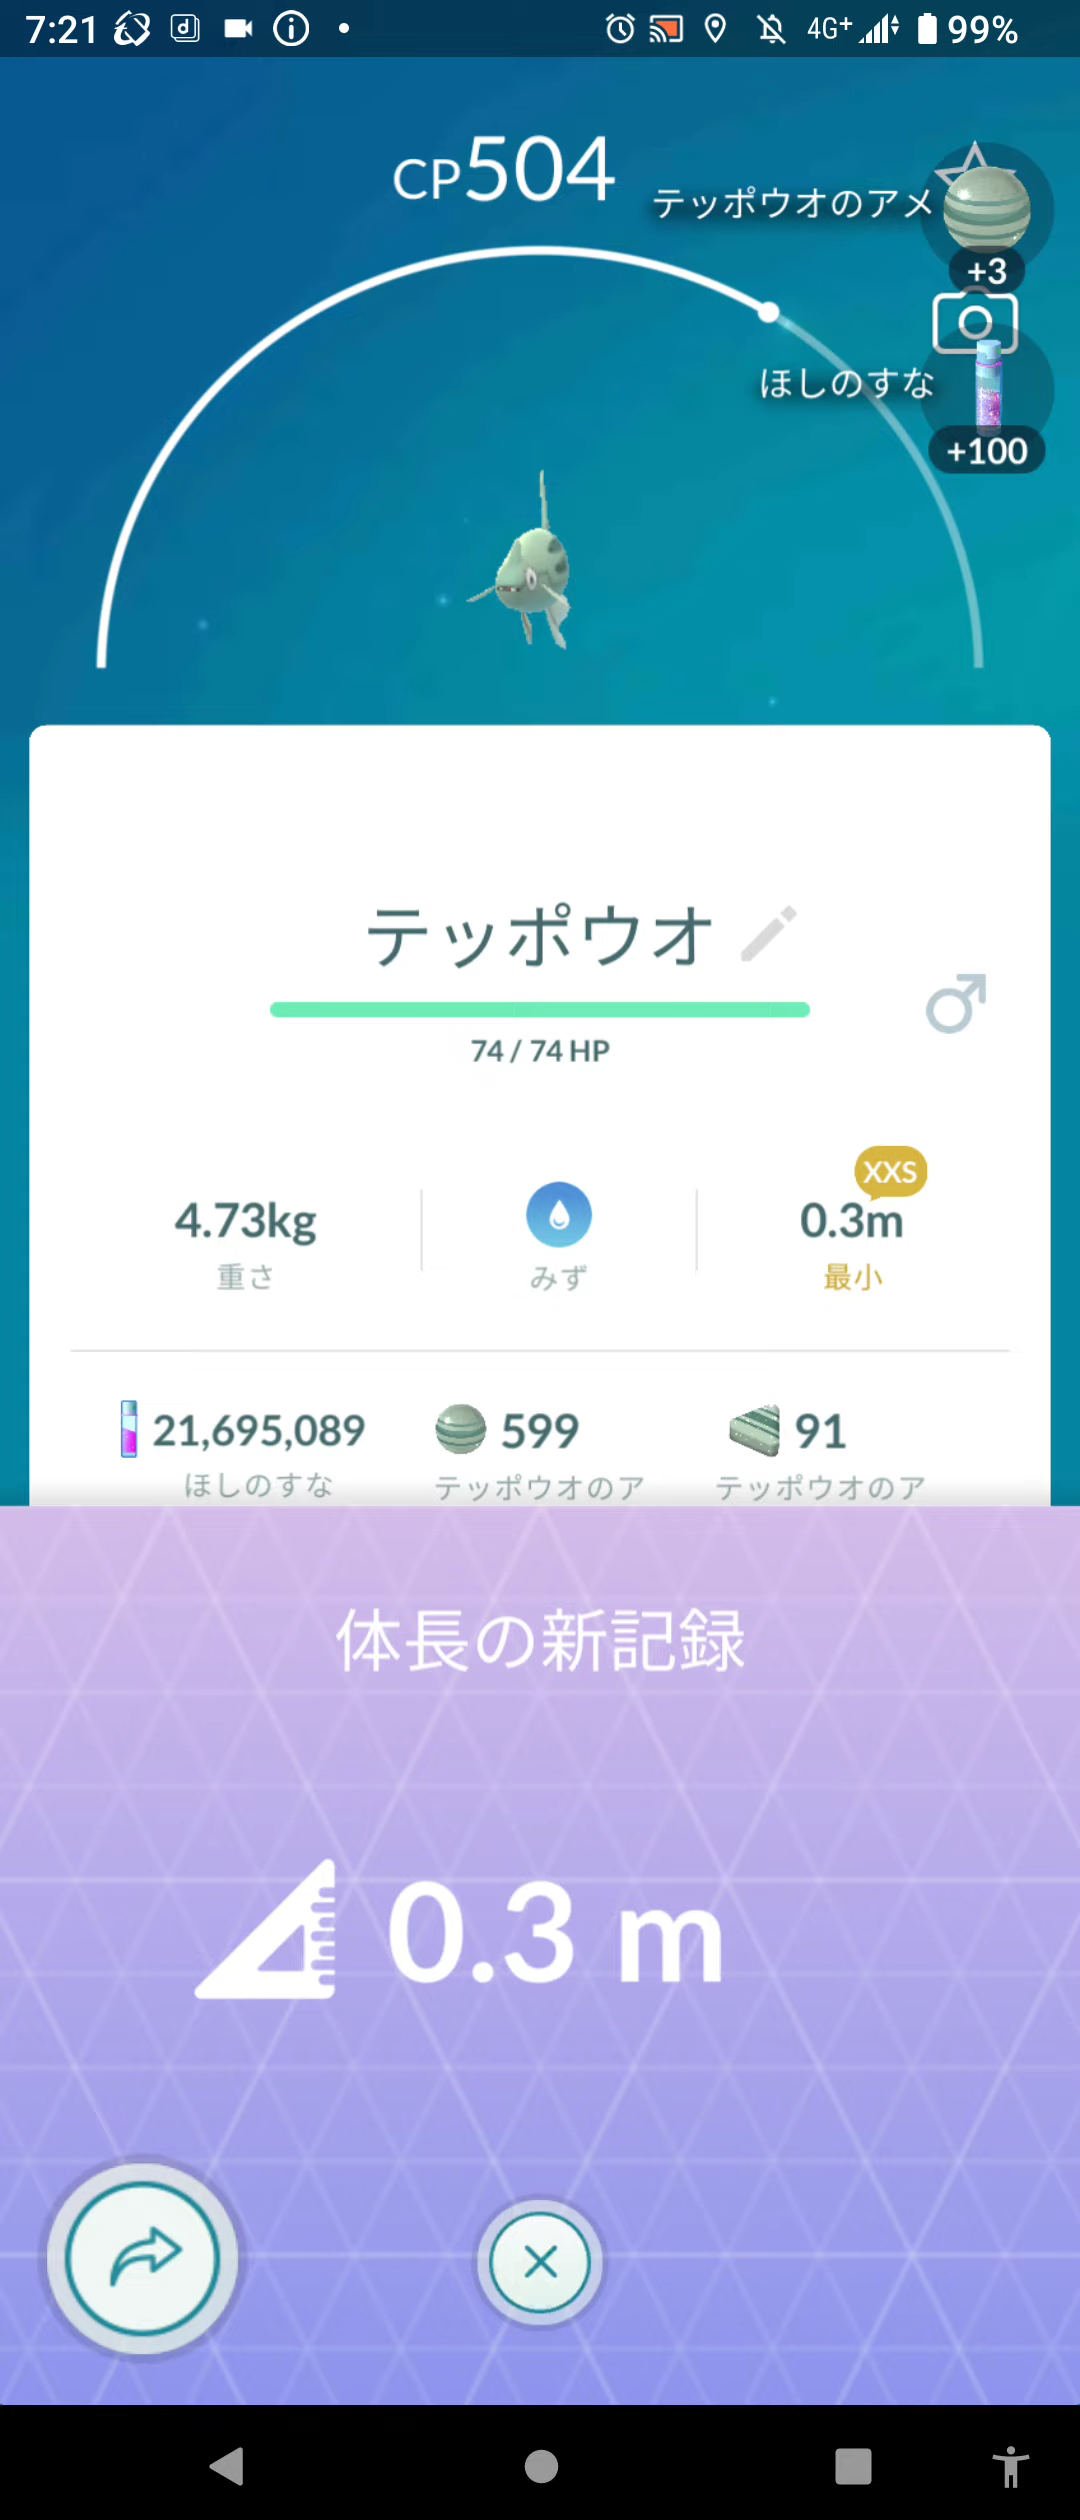 7:21
4G+
99%
CP504
テッポウオのアメ
+3
ほしのすな
+100
テッポウオ
74 / 74 HP
XXS
4.73kg
0.3m
重さ
みず
最小
21,695,089
599
91
ほしのすな
テッポウオのア
テッポウオのア
体長の新記録
0.3 m